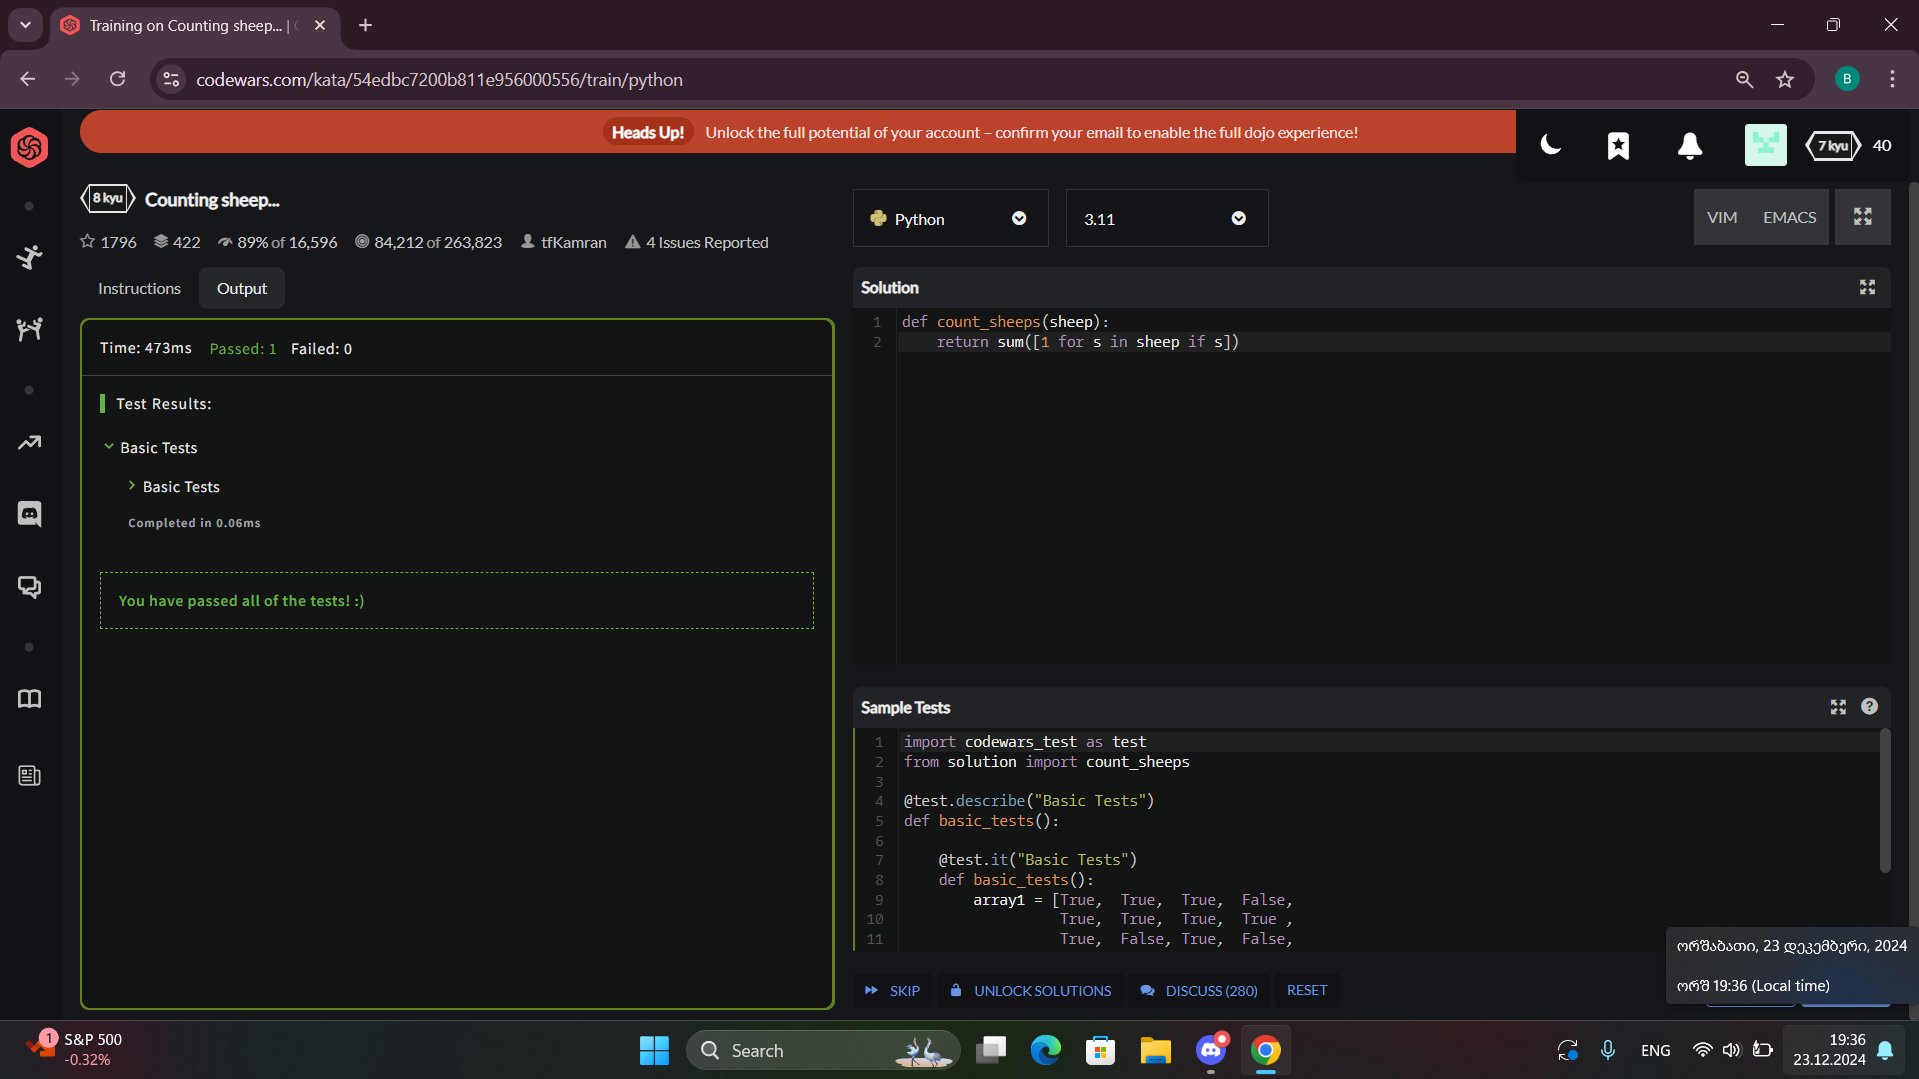 Training on Counting sheep... |
codewars.com/kata/54edbc7200b811e956000556/train/python
B
Heads Up! Unlock the full potential of your account – confirm your email to enable the full dojo experience!
7 kyu 40
8 kyu Counting sheep...
1796 422 89% of 16,596 84,212 of 263,823 tfKamran 4 Issues Reported
Python 3.11 VIM EMACS
Instructions Output
Time: 473ms Passed: 1 Failed: 0
Test Results:
Basic Tests
Basic Tests
Completed in 0.06ms
You have passed all of the tests! :)
Solution
1 def count_sheeps(sheep):
2     return sum([1 for s in sheep if s])
Sample Tests
1 import codewars_test as test
2 from solution import count_sheeps
3
4 @test.describe("Basic Tests")
5 def basic_tests():
6
7     @test.it("Basic Tests")
8     def basic_tests():
9         array1 = [True,  True,  True,  False,
10                   True,  True,  True,  True ,
11                   True,  False, True,  False,
SKIP UNLOCK SOLUTIONS DISCUSS (280) RESET
ორშაბათი, 23 დეკემბერი, 2024
ორშ 19:36 (Local time)
1 S&P 500
-0.32%
Search
ENG
19:36
23.12.2024